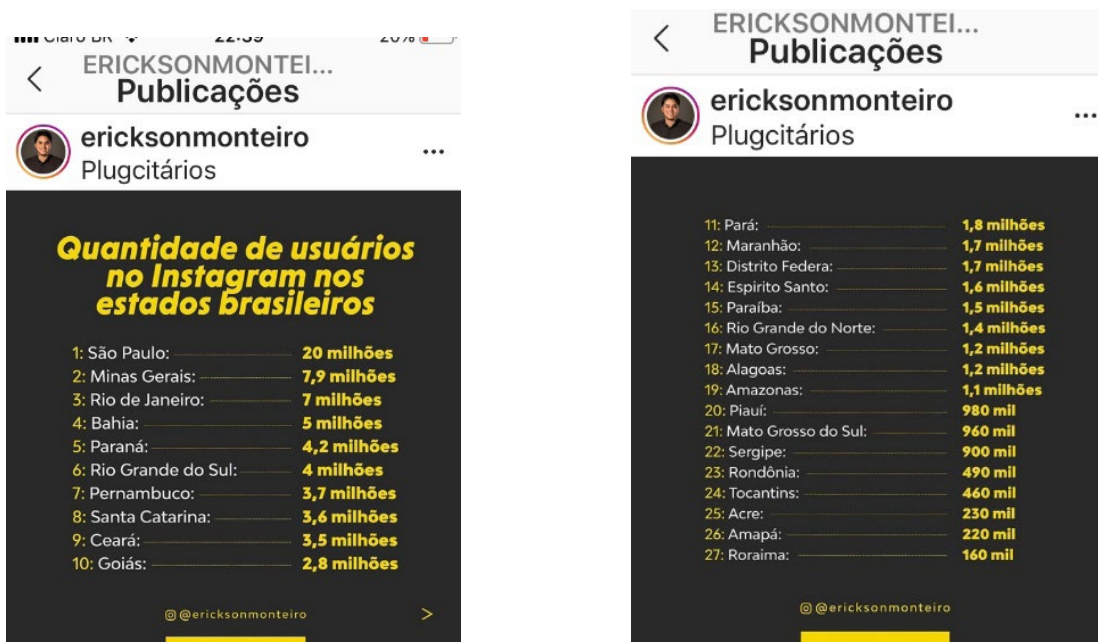 ERICKSONMONTEI...
Publicações
ericksonmonteiro
Plugcitários
Quantidade de usuários
no Instagram nos
estados brasileiros
1: São Paulo: 20 milhões
2: Minas Gerais: 7,9 milhões
3: Rio de Janeiro: 7 milhões
4: Bahia: 5 milhões
5: Paraná: 4,2 milhões
6: Rio Grande do Sul: 4 milhões
7: Pernambuco: 3,7 milhões
8: Santa Catarina: 3,6 milhões
9: Ceará: 3,5 milhões
10: Goiás: 2,8 milhões
@ericksonmonteiro
ERICKSONMONTEI...
Publicações
ericksonmonteiro
Plugcitários
11: Pará: 1,8 milhões
12: Maranhão: 1,7 milhões
13: Distrito Federa: 1,7 milhões
14: Espirito Santo: 1,6 milhões
15: Paraíba: 1,5 milhões
16: Rio Grande do Norte: 1,4 milhões
17: Mato Grosso: 1,2 milhões
18: Alagoas: 1,2 milhões
19: Amazonas: 1,1 milhões
20: Piauí: 980 mil
21: Mato Grosso do Sul: 960 mil
22: Sergipe: 900 mil
23: Rondônia: 490 mil
24: Tocantins: 460 mil
25: Acre: 230 mil
26: Amapá: 220 mil
27: Roraima: 160 mil
@ericksonmonteiro